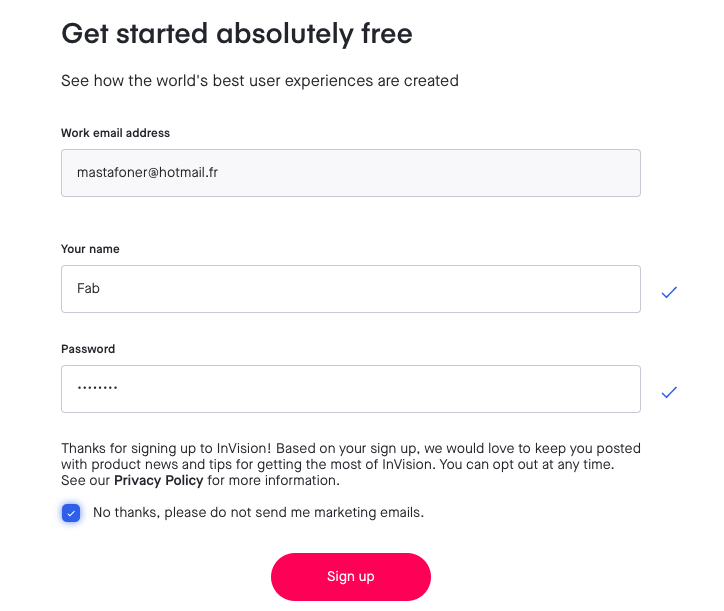 Get started absolutely free
See how the world's best user experiences are created
Work email address
mastafoner@hotmail.fr
Your name
Fab
Password
••••••••
Thanks for signing up to InVision! Based on your sign up, we would love to keep you posted
with product news and tips for getting the most of InVision. You can opt out at any time.
See our Privacy Policy for more information.
No thanks, please do not send me marketing emails.
Sign up